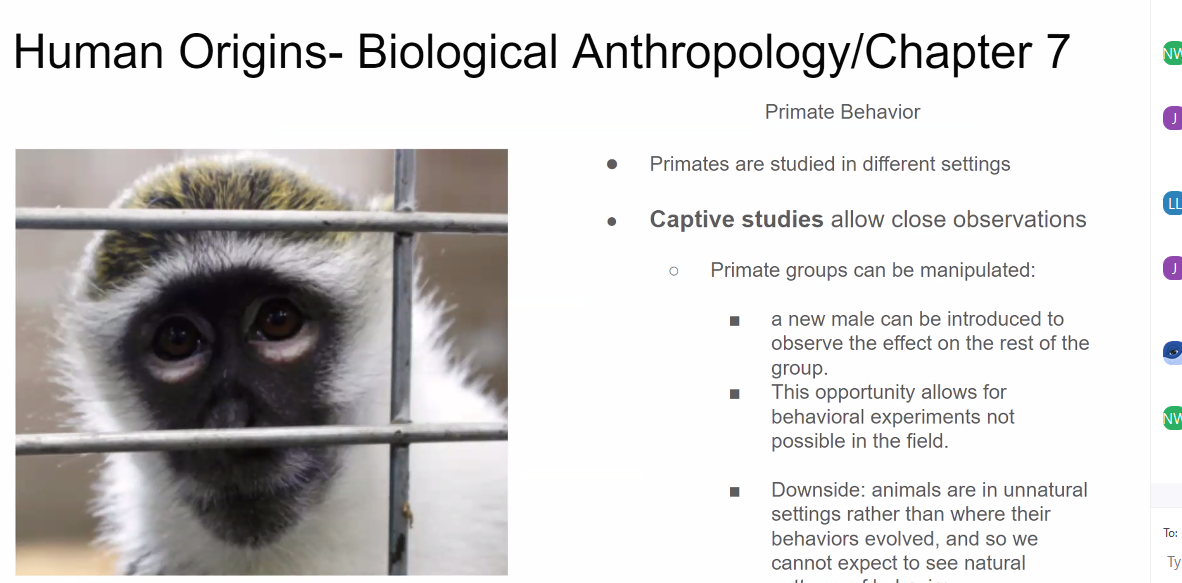 Human Origins- Biological Anthropology/Chapter 7
Primate Behavior
● Primates are studied in different settings
● Captive studies allow close observations
○ Primate groups can be manipulated:
■ a new male can be introduced to
observe the effect on the rest of the
group.
■ This opportunity allows for
behavioral experiments not
possible in the field.
■ Downside: animals are in unnatural
settings rather than where their
behaviors evolved, and so we
cannot expect to see natural
NW
J
LL
J
NW
To:
Ty